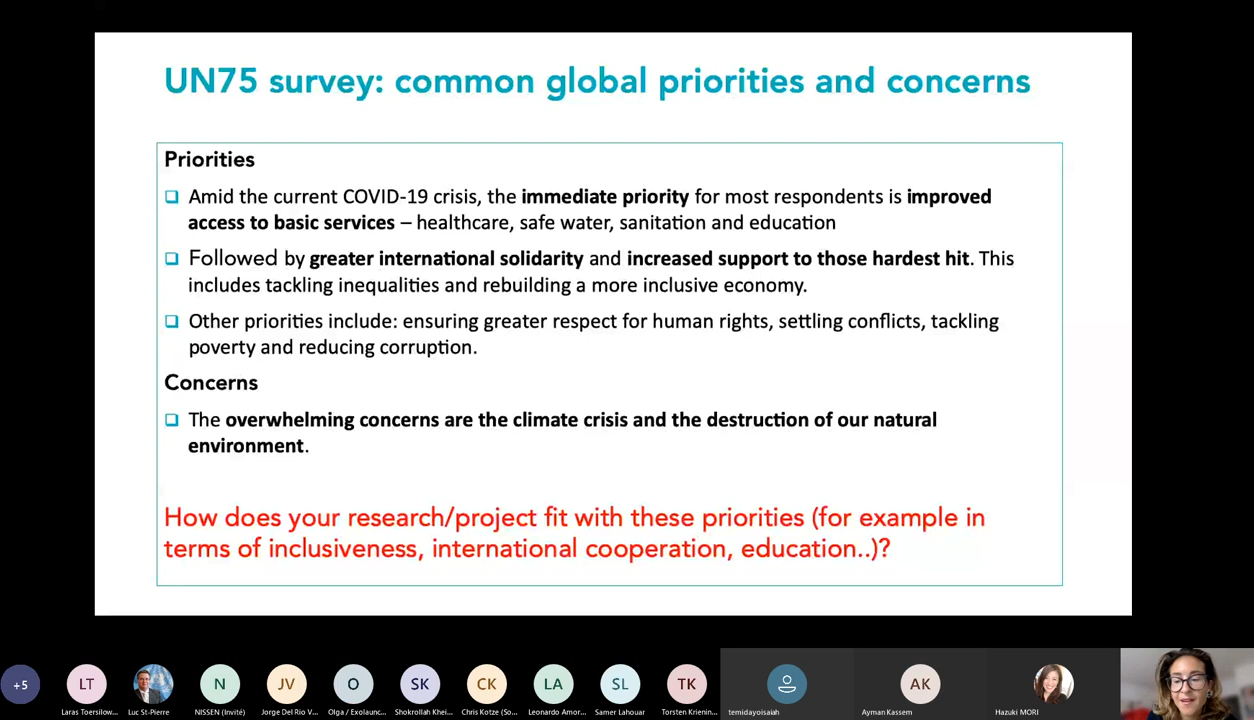 UN75 survey: common global priorities and concerns
Priorities
Amid the current COVID-19 crisis, the immediate priority for most respondents is improved
access to basic services – healthcare, safe water, sanitation and education
Followed by greater international solidarity and increased support to those hardest hit. This
includes tackling inequalities and rebuilding a more inclusive economy.
Other priorities include: ensuring greater respect for human rights, settling conflicts, tackling
poverty and reducing corruption.
Concerns
The overwhelming concerns are the climate crisis and the destruction of our natural
environment.
How does your research/project fit with these priorities (for example in
terms of inclusiveness, international cooperation, education..)?
+5 LT N JV O SK CK LA SL TK AK
Laras Toersilow... Luc St-Pierre NISSEN (Invité) Jorge Del Rio V... Olga / Exolaunc... Shokrollah Khei... Chris Kotze (So... Leonardo Amor... Samer Lahouar Torsten Krienin... temidayoisaiah Ayman Kassem Hazuki MORI